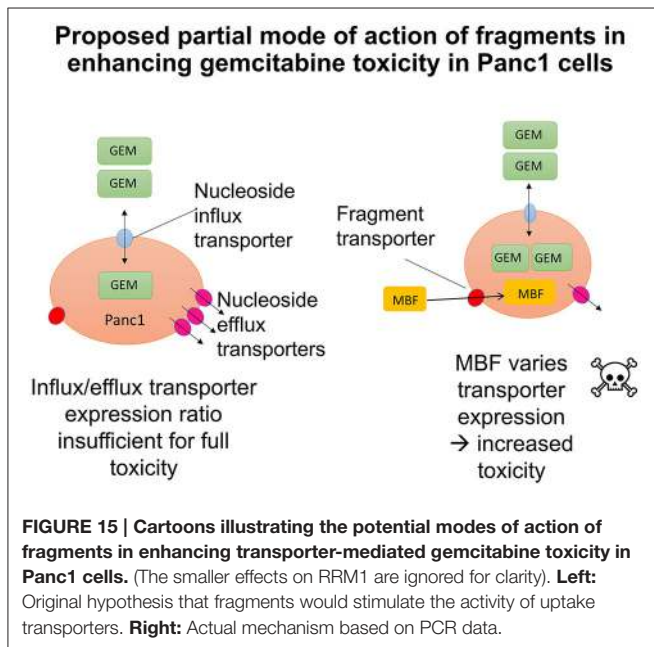 Proposed partial mode of action of fragments in
enhancing gemcitabine toxicity in Panc1 cells
GEM
GEM
Nucleoside
influx
transporter
GEM
Panc1
Nucleoside
efflux
transporters
Influx/efflux transporter
expression ratio
insufficient for full
toxicity
GEM
GEM
Fragment
transporter
GEM
GEM
MBF
MBF
MBF varies
transporter
expression
→ increased
toxicity
FIGURE 15 | Cartoons illustrating the potential modes of action of
fragments in enhancing transporter-mediated gemcitabine toxicity in
Panc1 cells. (The smaller effects on RRM1 are ignored for clarity). Left:
Original hypothesis that fragments would stimulate the activity of uptake
transporters. Right: Actual mechanism based on PCR data.